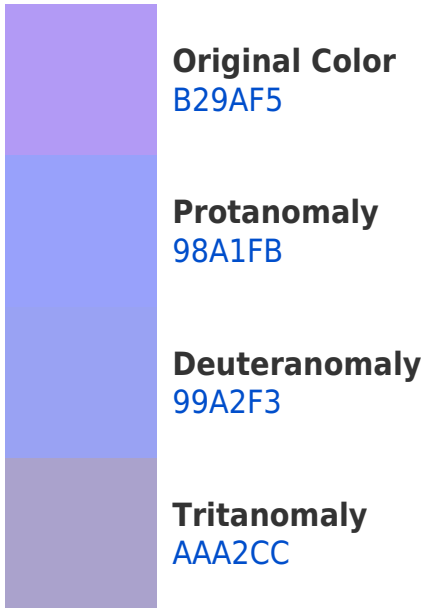 Original Color
B29AF5
Protanomaly
98A1FB
Deuteranomaly
99A2F3
Tritanomaly
AAA2CC